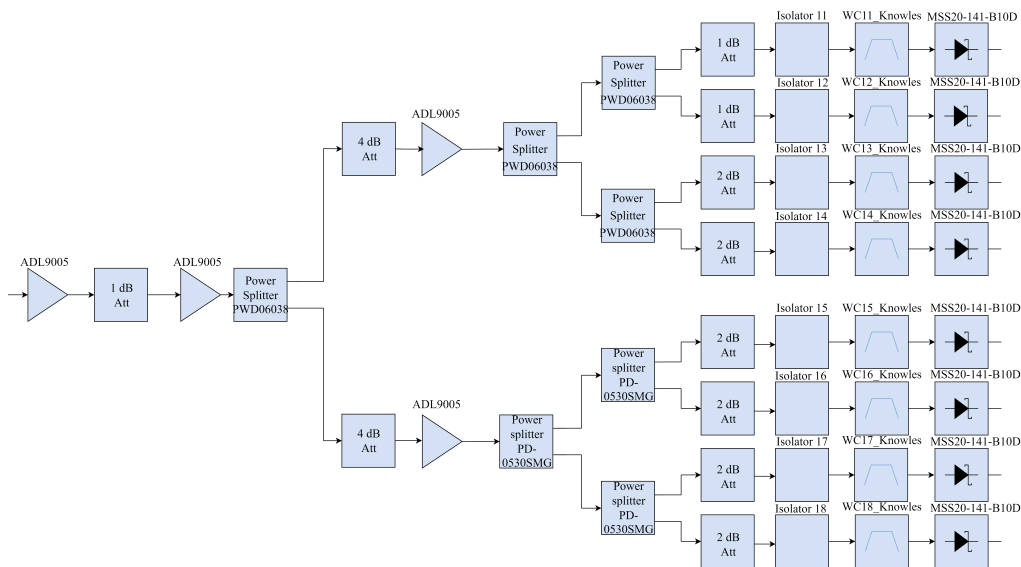 Isolator 11
WC11_Knowles
MSS20-141-B10D
1 dB
Att
Power
Splitter
PWD06038
Isolator 12
WC12_Knowles
MSS20-141-B10D
1 dB
Att
ADL9005
4 dB
Att
Power
Splitter
PWD06038
Isolator 13
WC13_Knowles
MSS20-141-B10D
2 dB
Att
Power
Splitter
PWD06038
Isolator 14
WC14_Knowles
MSS20-141-B10D
2 dB
Att
ADL9005
1 dB
Att
ADL9005
Power
Splitter
PWD06038
Isolator 15
WC15_Knowles
MSS20-141-B10D
2 dB
Att
Power
splitter
PD-
0530SMG
Isolator 16
WC16_Knowles
MSS20-141-B10D
2 dB
Att
ADL9005
4 dB
Att
Power
splitter
PD-
0530SMG
Isolator 17
WC17_Knowles
MSS20-141-B10D
2 dB
Att
Power
splitter
PD-
0530SMG
Isolator 18
WC18_Knowles
MSS20-141-B10D
2 dB
Att